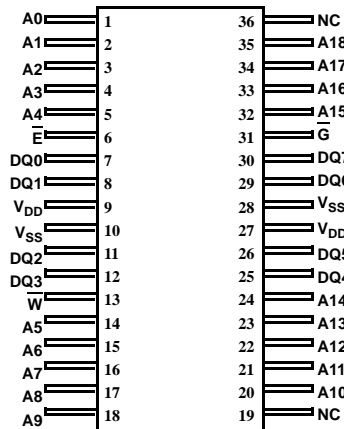 A0 1 36 NC
A1 2 35 A18
A2 3 34 A17
A3 4 33 A16
A4 5 32 A15
E̅ 6 31 G̅
DQ0 7 30 DQ7
DQ1 8 29 DQ6
VDD 9 28 VSS
VSS 10 27 VDD
DQ2 11 26 DQ5
DQ3 12 25 DQ4
W̅ 13 24 A14
A5 14 23 A13
A6 15 22 A12
A7 16 21 A11
A8 17 20 A10
A9 18 19 NC